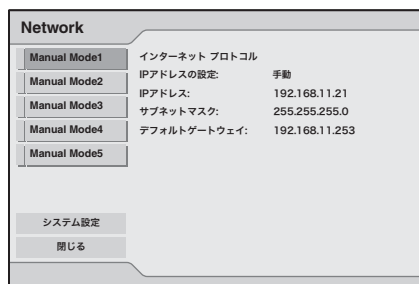 Network
Manual Mode1
Manual Mode2
Manual Mode3
Manual Mode4
Manual Mode5
システム設定
閉じる
インターネット プロトコル
IPアドレスの設定: 手動
IPアドレス: 192.168.11.21
サブネットマスク: 255.255.255.0
デフォルトゲートウェイ: 192.168.11.253